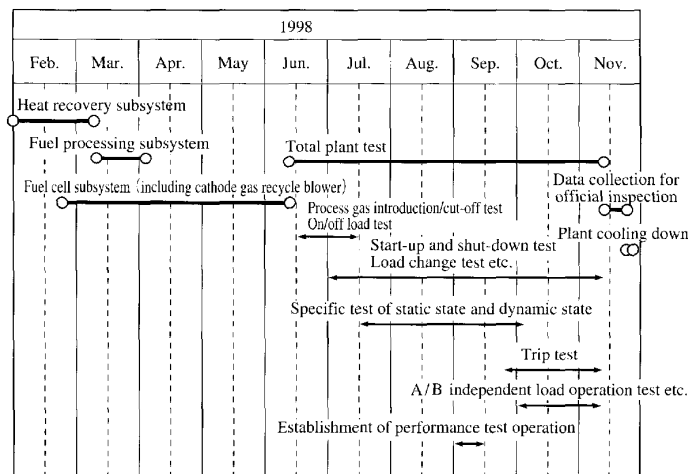 1998
Feb. Mar. Apr. May Jun. Jul. Aug. Sep. Oct. Nov.
Heat recovery subsystem
Fuel processing subsystem
Total plant test
Fuel cell subsystem (including cathode gas recycle blower)
Data collection for
official inspection
Process gas introduction/cut-off test
On/off load test
Plant cooling down
Start-up and shut-down test
Load change test etc.
Specific test of static state and dynamic state
Trip test
A/B independent load operation test etc.
Establishment of performance test operation